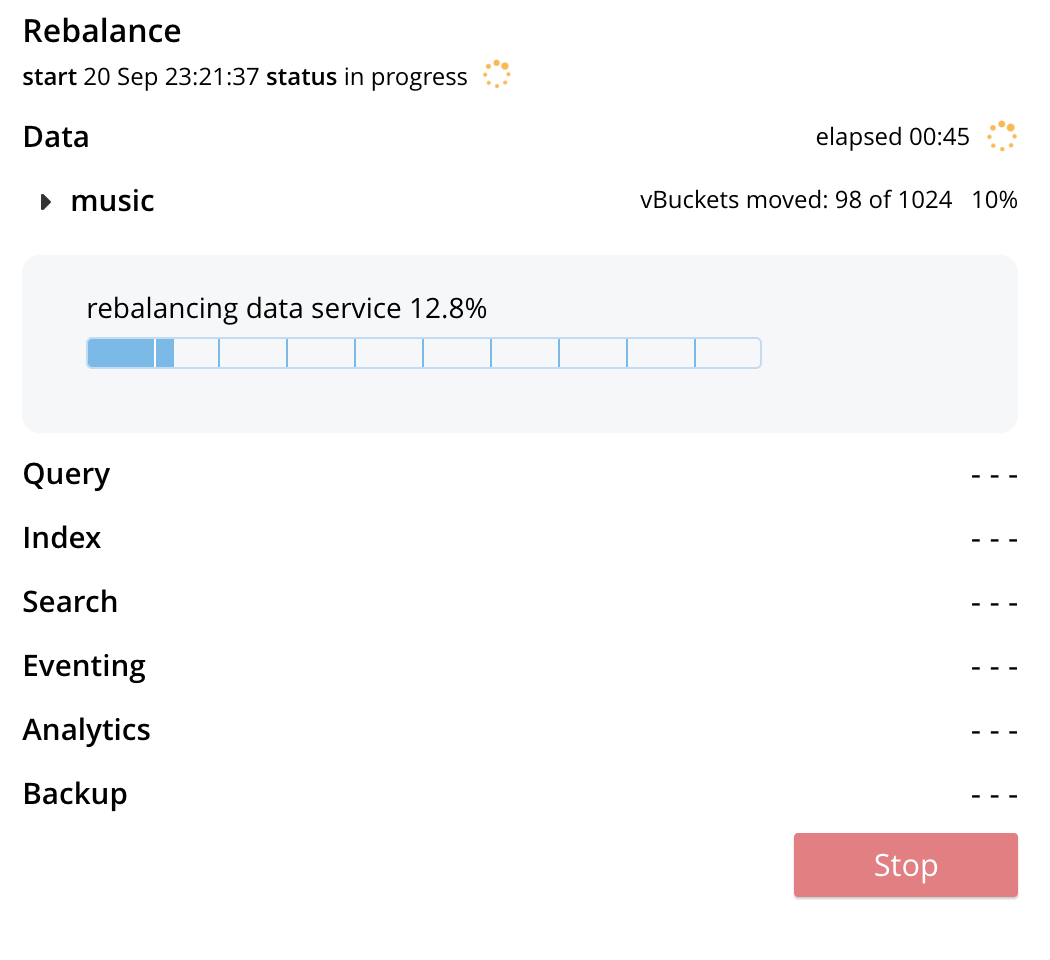 Rebalance
start 20 Sep 23:21:37 status in progress
Data elapsed 00:45
music vBuckets moved: 98 of 1024 10%
rebalancing data service 12.8%
Query - - -
Index - - -
Search - - -
Eventing - - -
Analytics - - -
Backup - - -
Stop